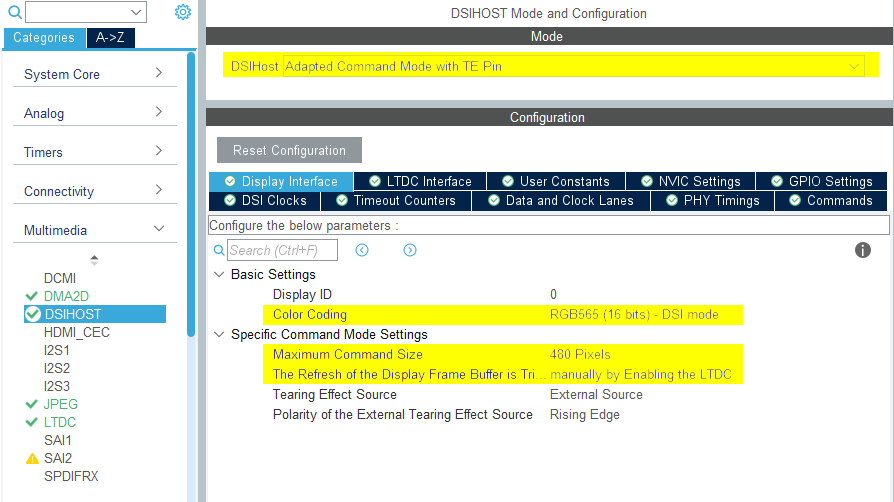 DSIHOST Mode and Configuration
Categories A->Z
Mode
System Core
DSIHost Adapted Command Mode with TE Pin
Analog
Configuration
Timers
Reset Configuration
Connectivity
Display Interface LTDC Interface User Constants NVIC Settings GPIO Settings
DSI Clocks Timeout Counters Data and Clock Lanes PHY Timings Commands
Multimedia
Configure the below parameters :
Search (Ctrl+F)
Basic Settings
DCMI
Display ID 0
DMA2D
Color Coding RGB565 (16 bits) - DSI mode
DSIHOST
HDMI_CEC
Specific Command Mode Settings
I2S1
Maximum Command Size 480 Pixels
I2S2
The Refresh of the Display Frame Buffer is Tri... manually by Enabling the LTDC
I2S3
Tearing Effect Source External Source
JPEG
Polarity of the External Tearing Effect Source Rising Edge
LTDC
SAI1
SAI2
SPDIFRX